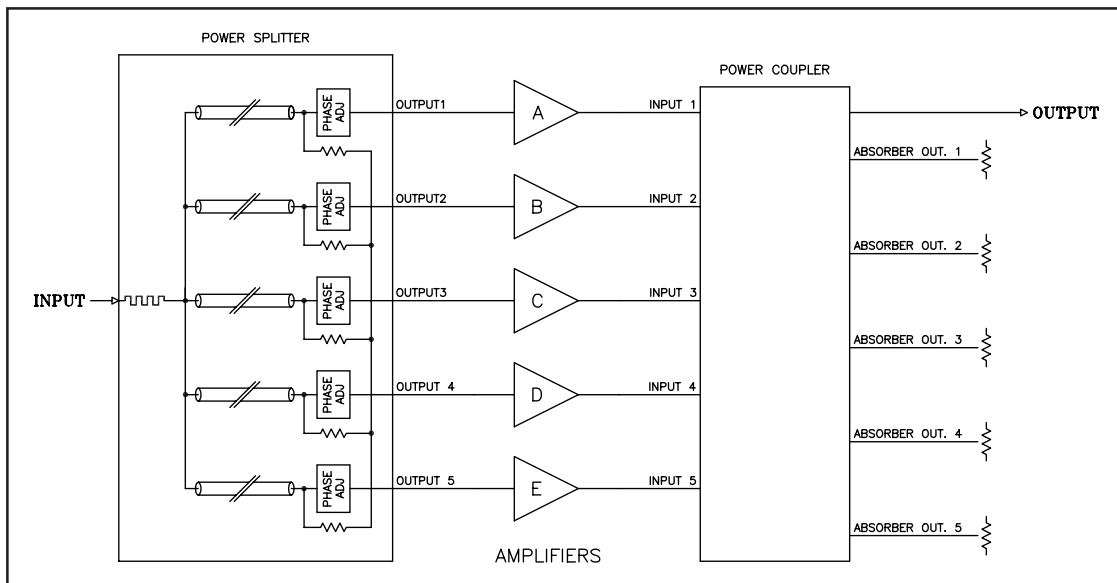 POWER SPLITTER
POWER COUPLER
PHASE ADJ
OUTPUT1
A
INPUT 1
OUTPUT
ABSORBER OUT. 1
PHASE ADJ
OUTPUT2
B
INPUT 2
ABSORBER OUT. 2
INPUT
PHASE ADJ
OUTPUT3
C
INPUT 3
ABSORBER OUT. 3
PHASE ADJ
OUTPUT 4
D
INPUT 4
ABSORBER OUT. 4
PHASE ADJ
OUTPUT 5
E
INPUT 5
ABSORBER OUT. 5
AMPLIFIERS